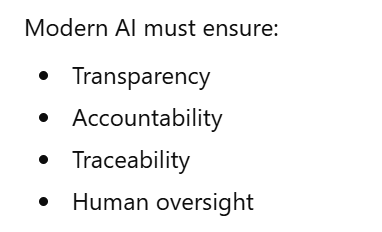 Modern AI must ensure:
• Transparency
• Accountability
• Traceability
• Human oversight